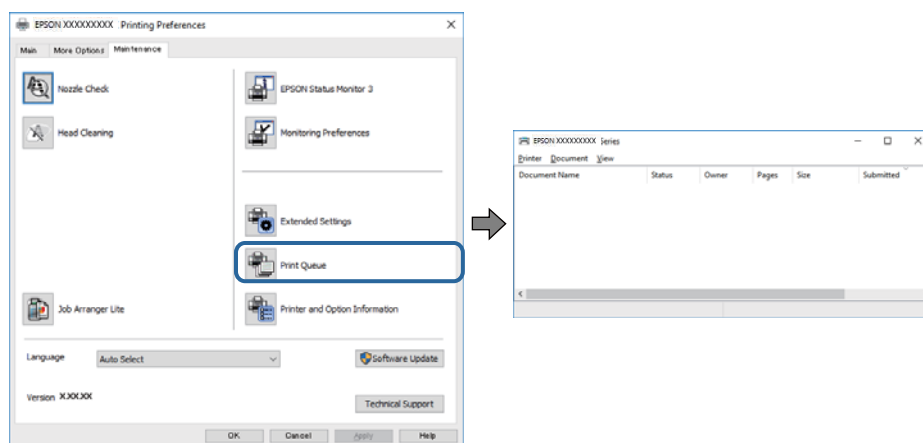 EPSON XXXXXXXXX Printing Preferences
Main More Options Maintenance
Nozzle Check
EPSON Status Monitor 3
Head Cleaning
Monitoring Preferences
Extended Settings
Print Queue
Job Arranger Lite
Printer and Option Information
Language
Auto Select
Software Update
Version X.XX.XX
Technical Support
OK Cancel Apply Help
EPSON XXXXXXXXX Series
Printer Document View
Document Name Status Owner Pages Size Submitted